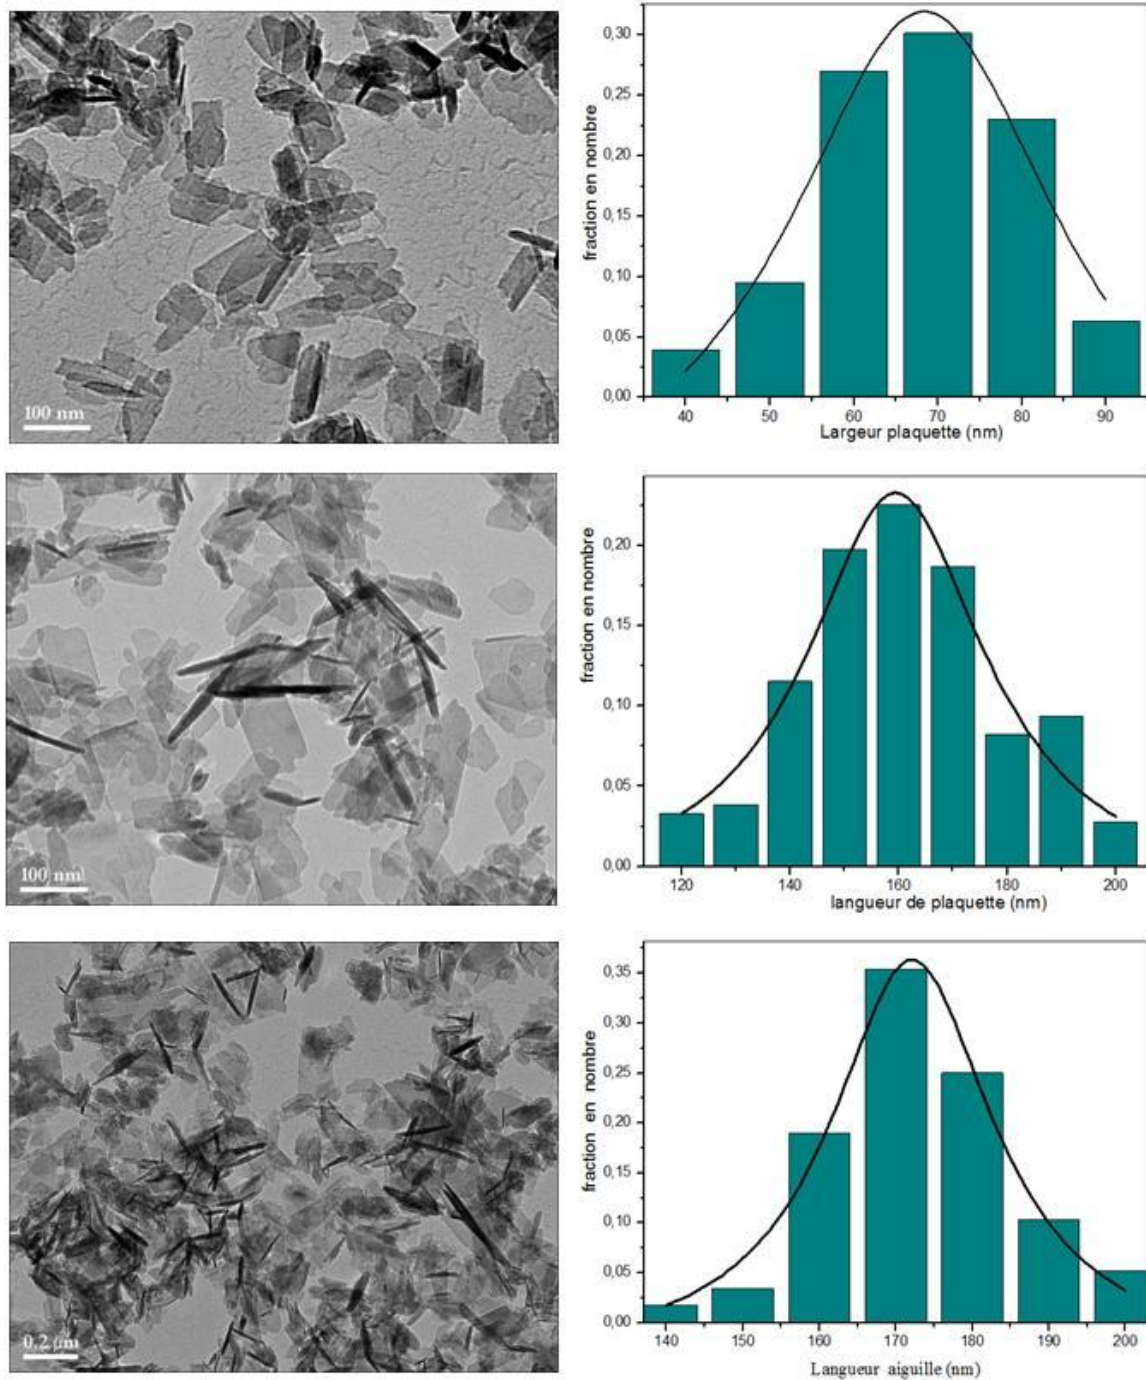 100 nm
fraction en nombre
0,30
0,25
0,20
0,15
0,10
0,05
0,00
40 50 60 70 80 90
Largeur plaquette (nm)
100 nm
fraction en nombre
0,20
0,15
0,10
0,05
0,00
120 140 160 180 200
langueur de plaquette (nm)
0.2 µm
fraction en nombre
0,35
0,30
0,25
0,20
0,15
0,10
0,05
0,00
140 150 160 170 180 190 200
Langueur aiguille (nm)